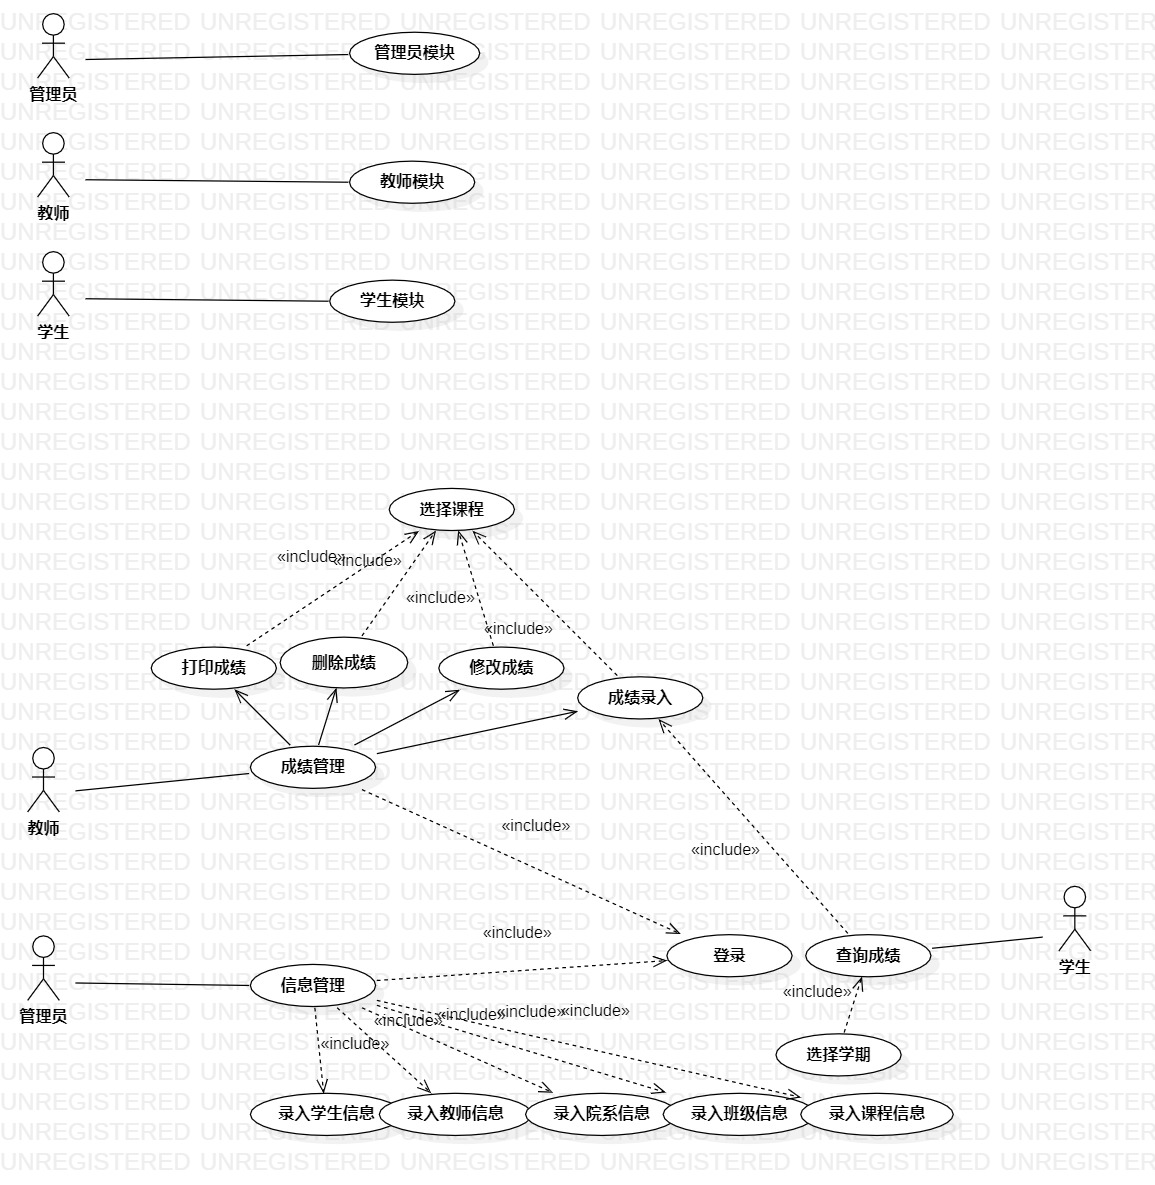 管理员模块
管理员
教师模块
教师
学生模块
学生
选择课程
«include»
«include»
«include»
«include»
打印成绩
删除成绩
修改成绩
成绩录入
成绩管理
教师
«include»
«include»
«include»
登录
查询成绩
学生
信息管理
管理员
«include»
«include»
«include»
«include»
«include»
«include»
选择学期
录入学生信息
录入教师信息
录入院系信息
录入班级信息
录入课程信息
UNREGISTERED